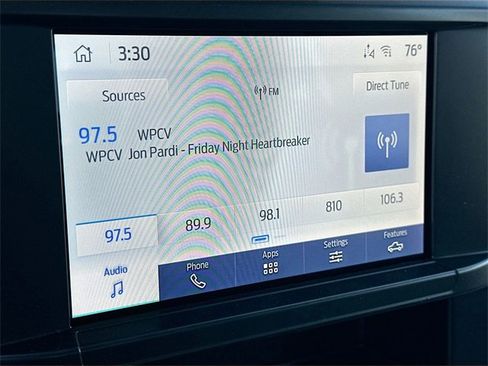 3:30 76°
Sources FM Direct Tune
97.5 WPCV
WPCV Jon Pardi - Friday Night Heartbreaker
97.5 89.9 98.1 810 106.3
Audio Phone Apps Settings Features